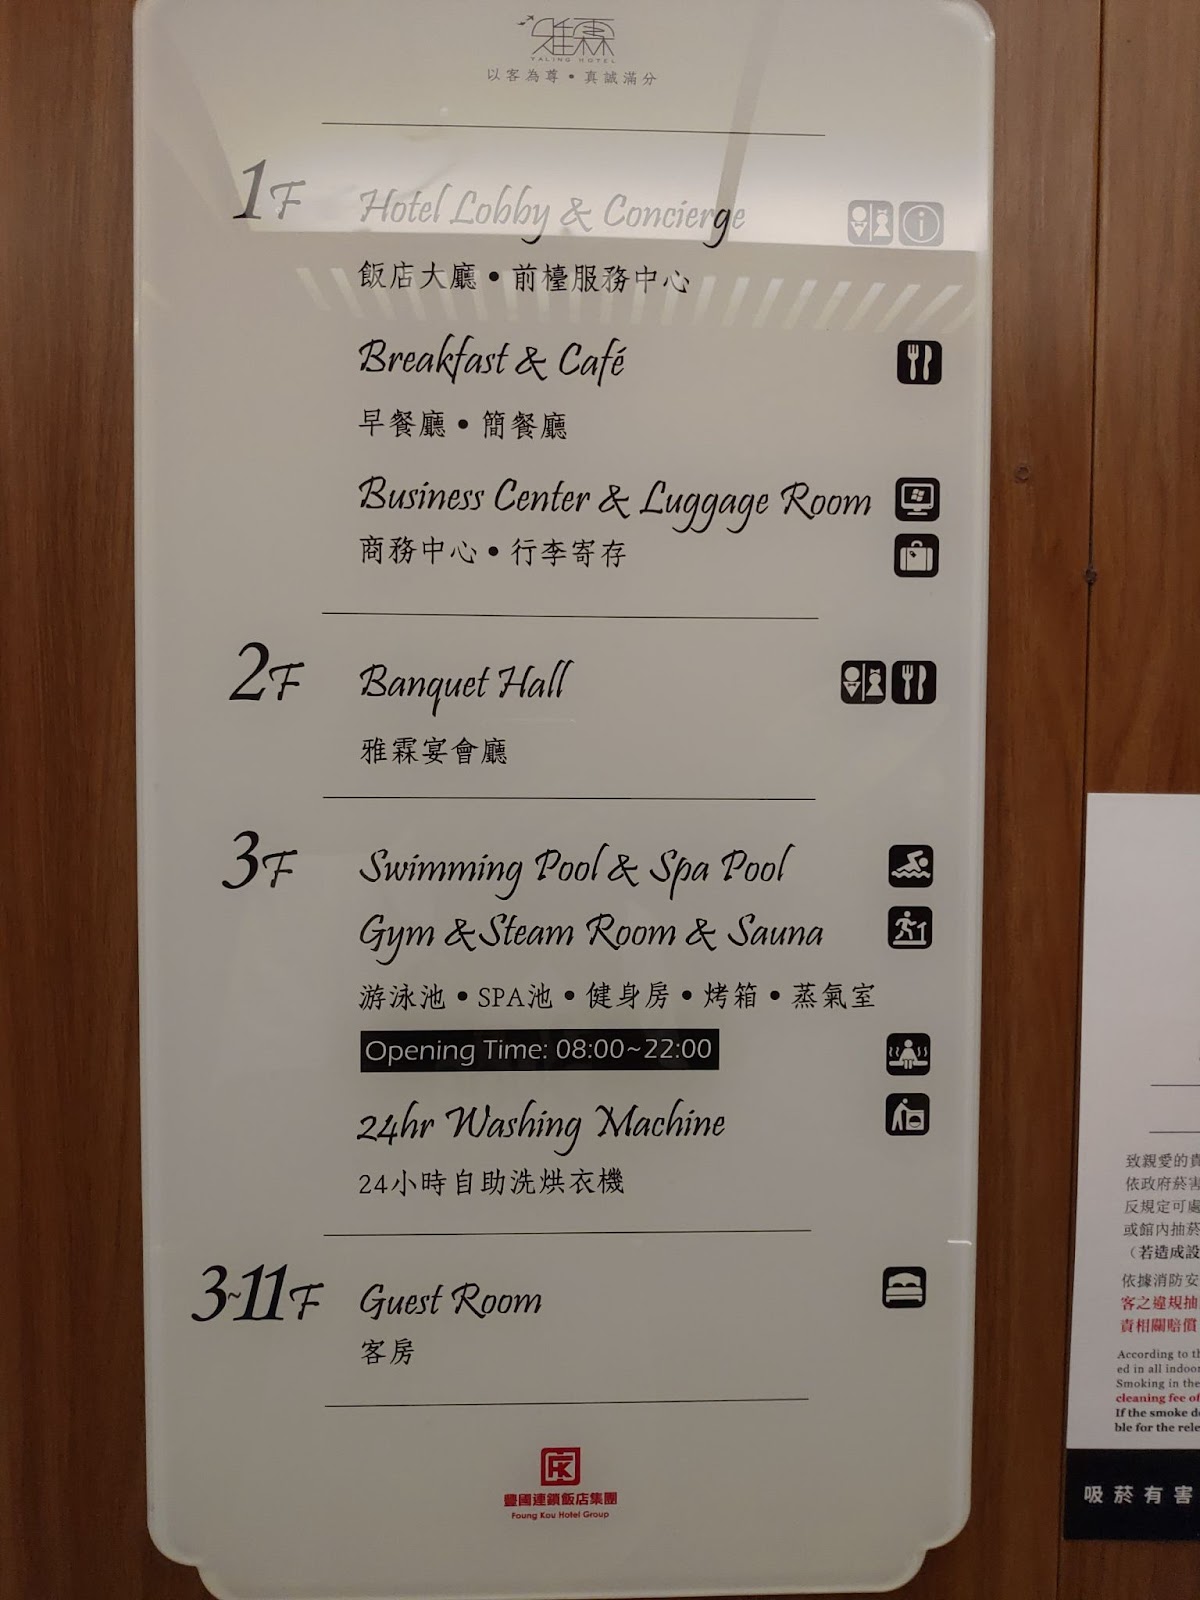 雅霖
YALING HOTEL
以客為尊•真誠滿分
1F Hotel Lobby & Concierge
飯店大廳•前檯服務中心
Breakfast & Café
早餐廳•簡餐廳
Business Center & Luggage Room
商務中心•行李寄存
2F Banquet Hall
雅霖宴會廳
3F Swimming Pool & Spa Pool
Gym &Steam Room & Sauna
游泳池•SPA池•健身房•烤箱•蒸氣室
Opening Time: 08:00~22:00
24hr Washing Machine
24小時自助洗烘衣機
3~11F Guest Room
客房
FK
豐國連鎖飯店集團
Foung Kou Hotel Group
致親愛的貴
依政府菸害
反規定可處
或館內抽菸
（若造成設
依據消防安
客之違規抽
責相關賠償
According to th
ed in all indoor
Smoking in the
cleaning fee of
If the smoke de
ble for the rele
吸菸有害